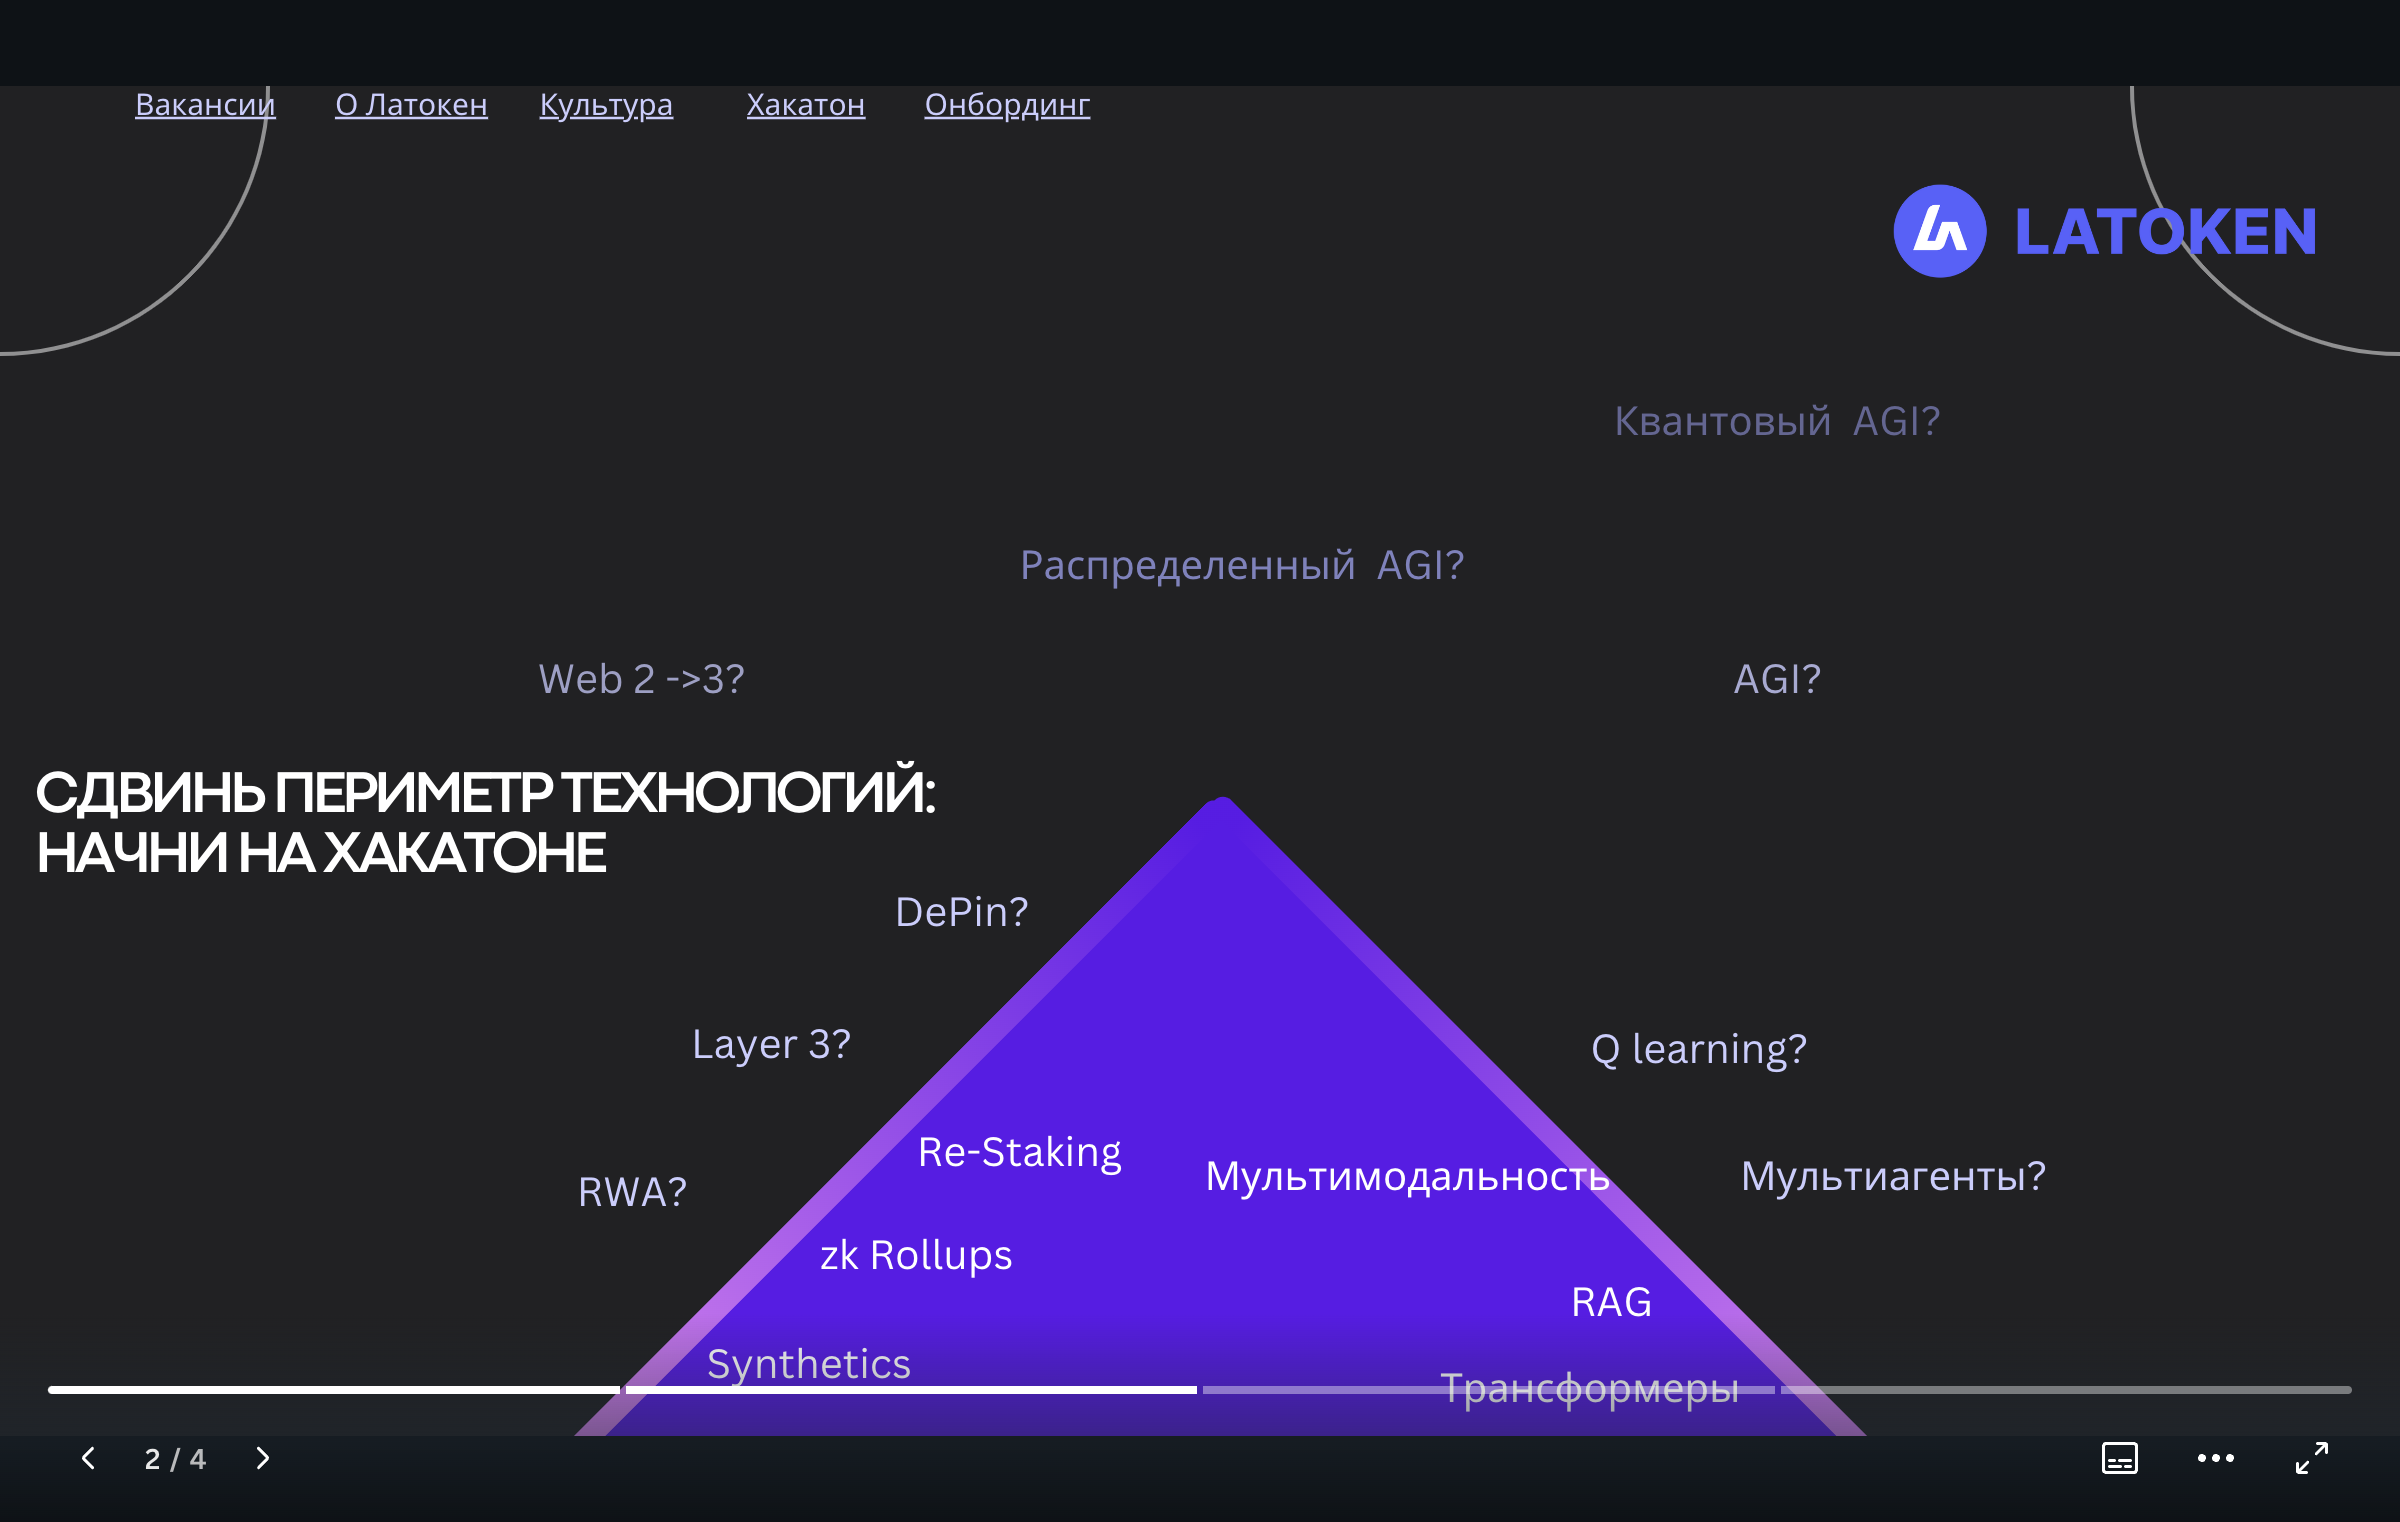 Вакансии О Латокен Культура Хакатон Онбординг
LATOKEN
Квантовый AGI?
Распределенный AGI?
Web 2 ->3?
AGI?
СДВИНЬ ПЕРИМЕТР ТЕХНОЛОГИЙ:
НАЧНИ НА ХАКАТОНЕ
DePin?
Layer 3?
Q learning?
Re-Staking
Мультимодальность
Мультиагенты?
RWA?
zk Rollups
RAG
Synthetics
Трансформеры
2 / 4